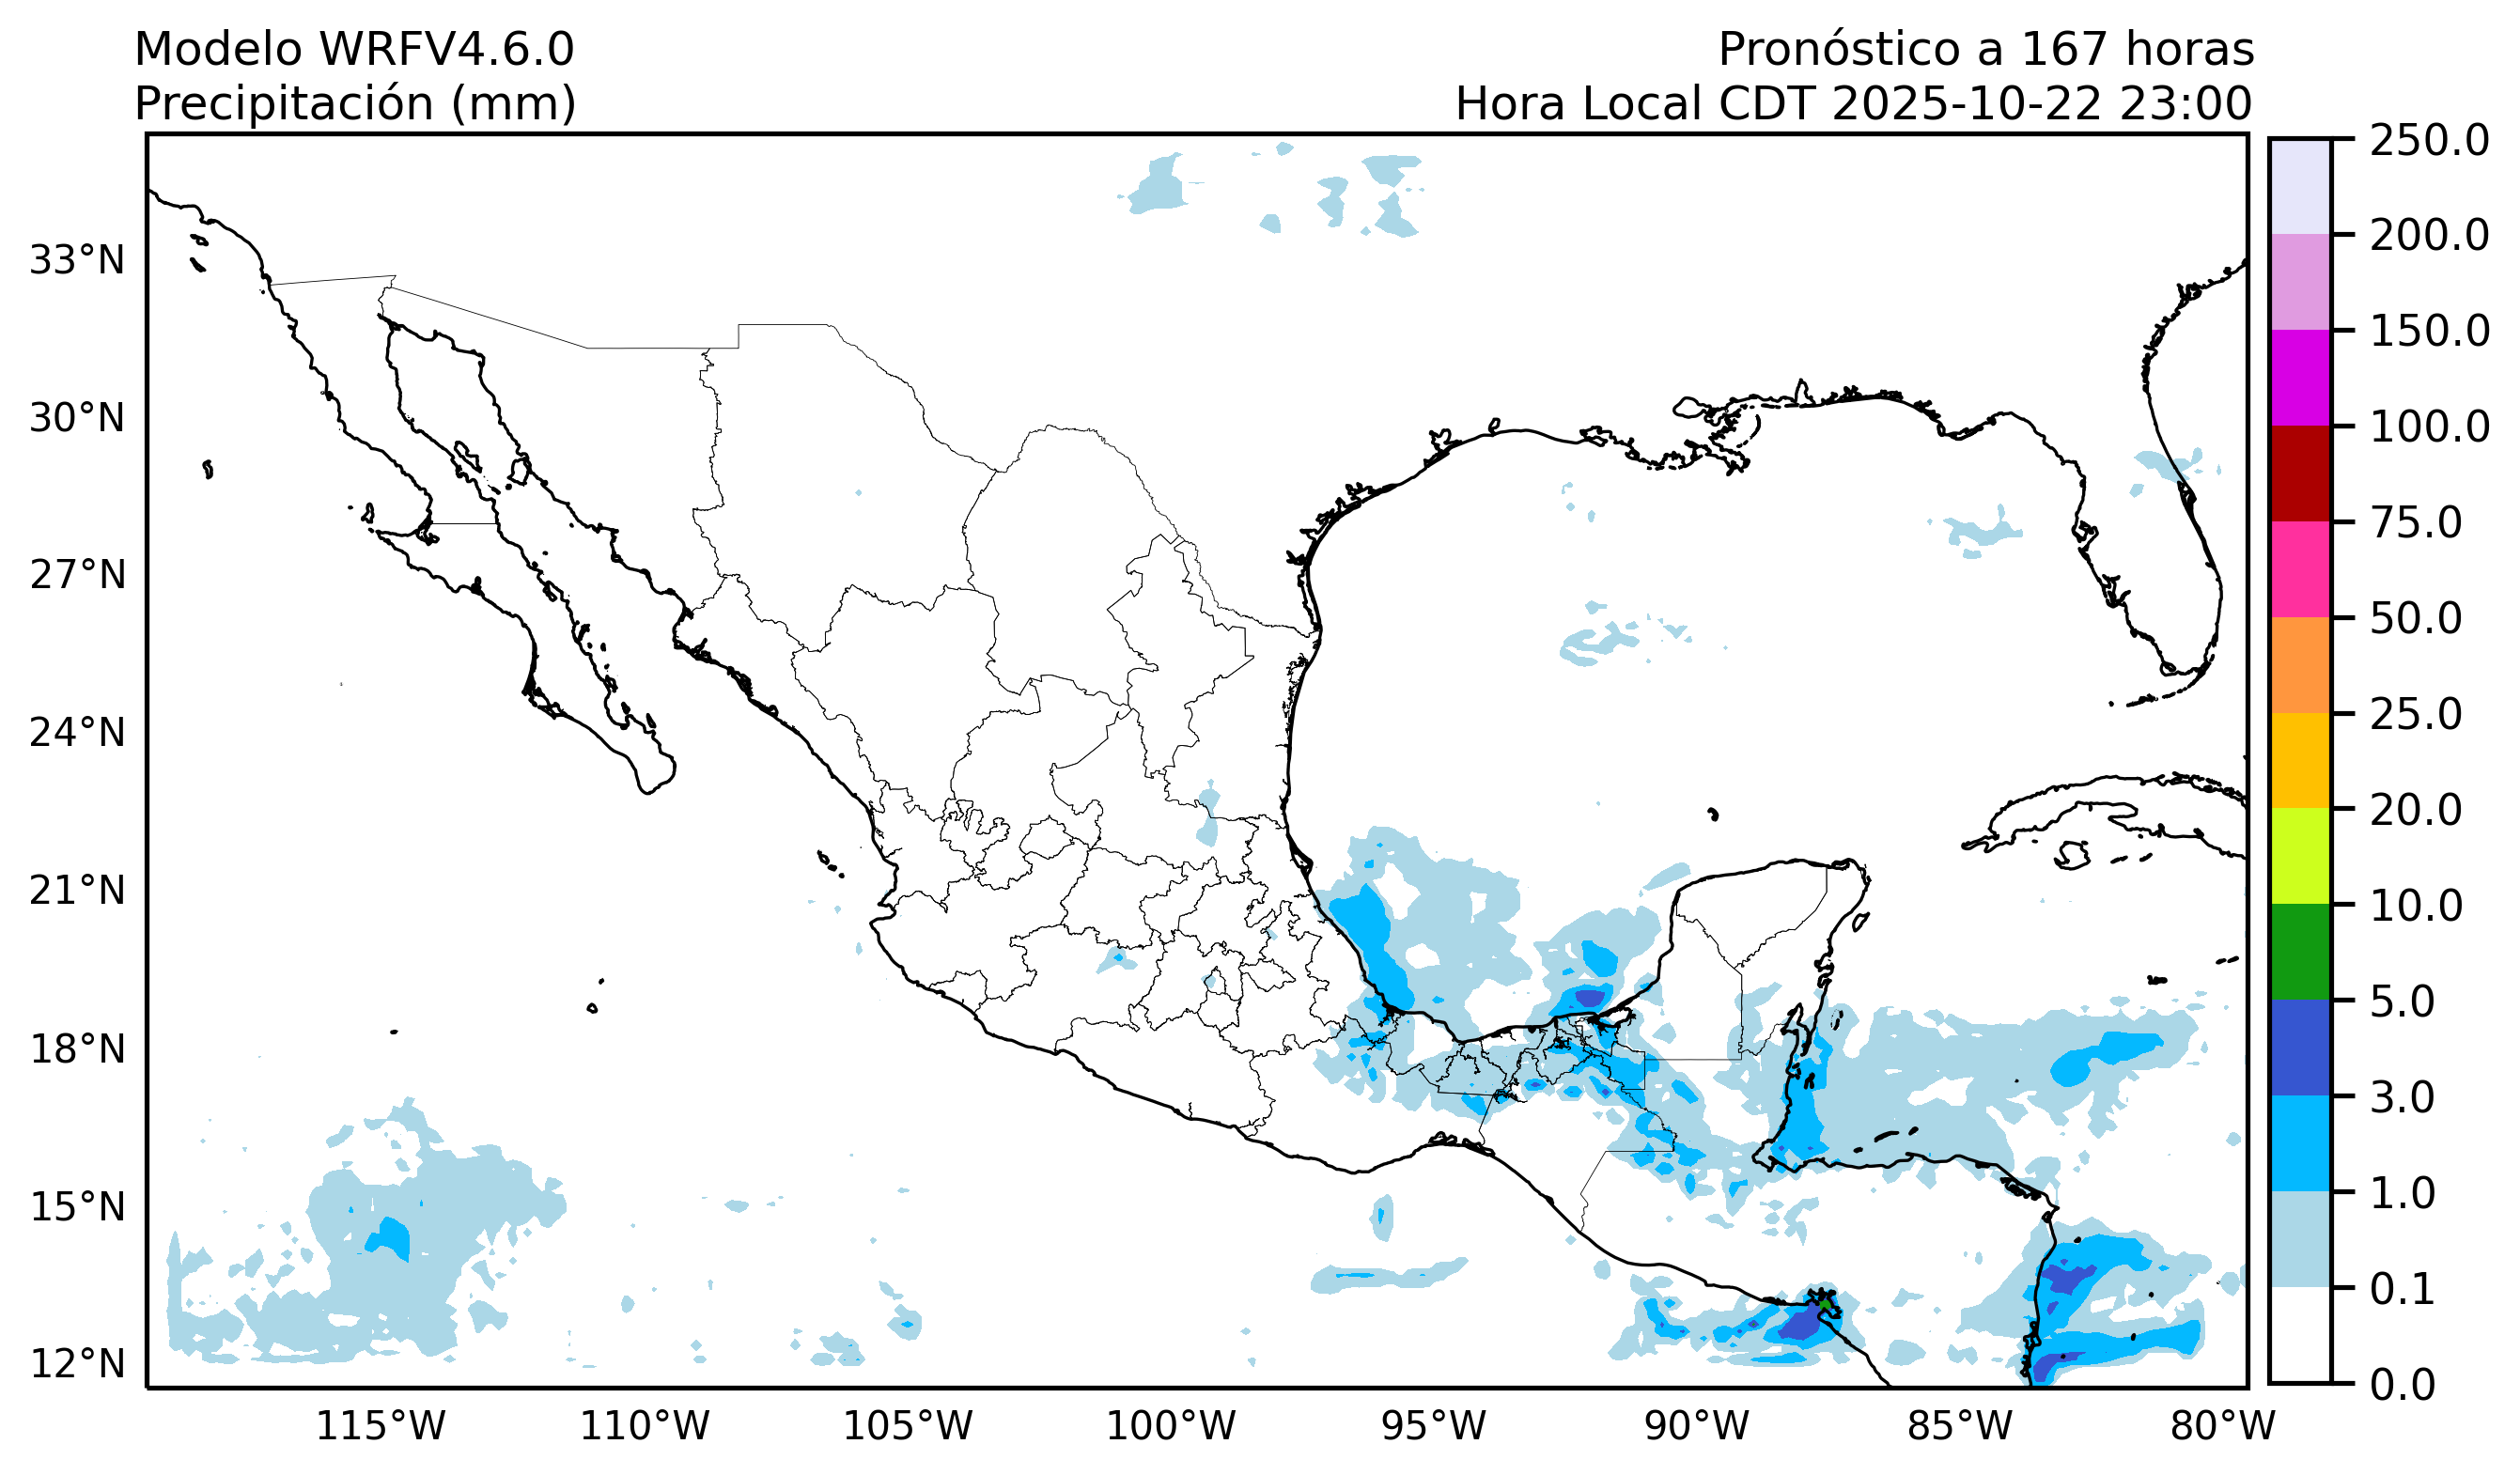 Modelo WRFV4.6.0
Precipitación (mm)
Pronóstico a 167 horas
Hora Local CDT 2025-10-22 23:00
33°N
30°N
27°N
24°N
21°N
18°N
15°N
12°N
115°W
110°W
105°W
100°W
95°W
90°W
85°W
80°W
250.0
200.0
150.0
100.0
75.0
50.0
25.0
20.0
10.0
5.0
3.0
1.0
0.1
0.0